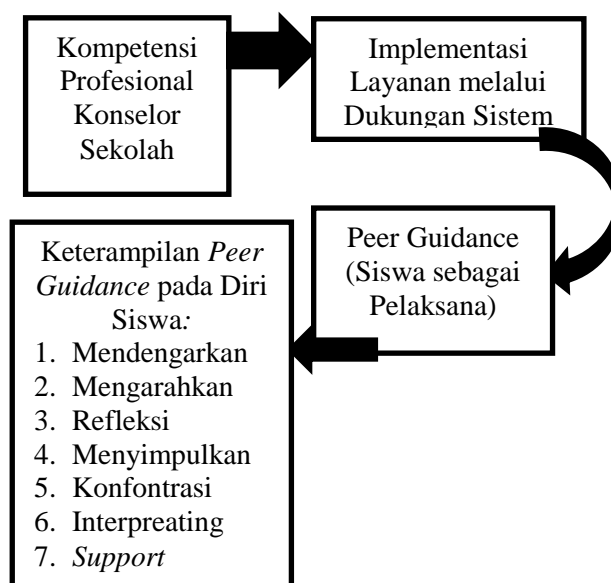 Kompetensi
Profesional
Konselor
Sekolah
Implementasi
Layanan melalui
Dukungan Sistem
Peer Guidance
(Siswa sebagai
Pelaksana)
Keterampilan Peer
Guidance pada Diri
Siswa:
1. Mendengarkan
2. Mengarahkan
3. Refleksi
4. Menyimpulkan
5. Konfontrasi
6. Interpreating
7. Support